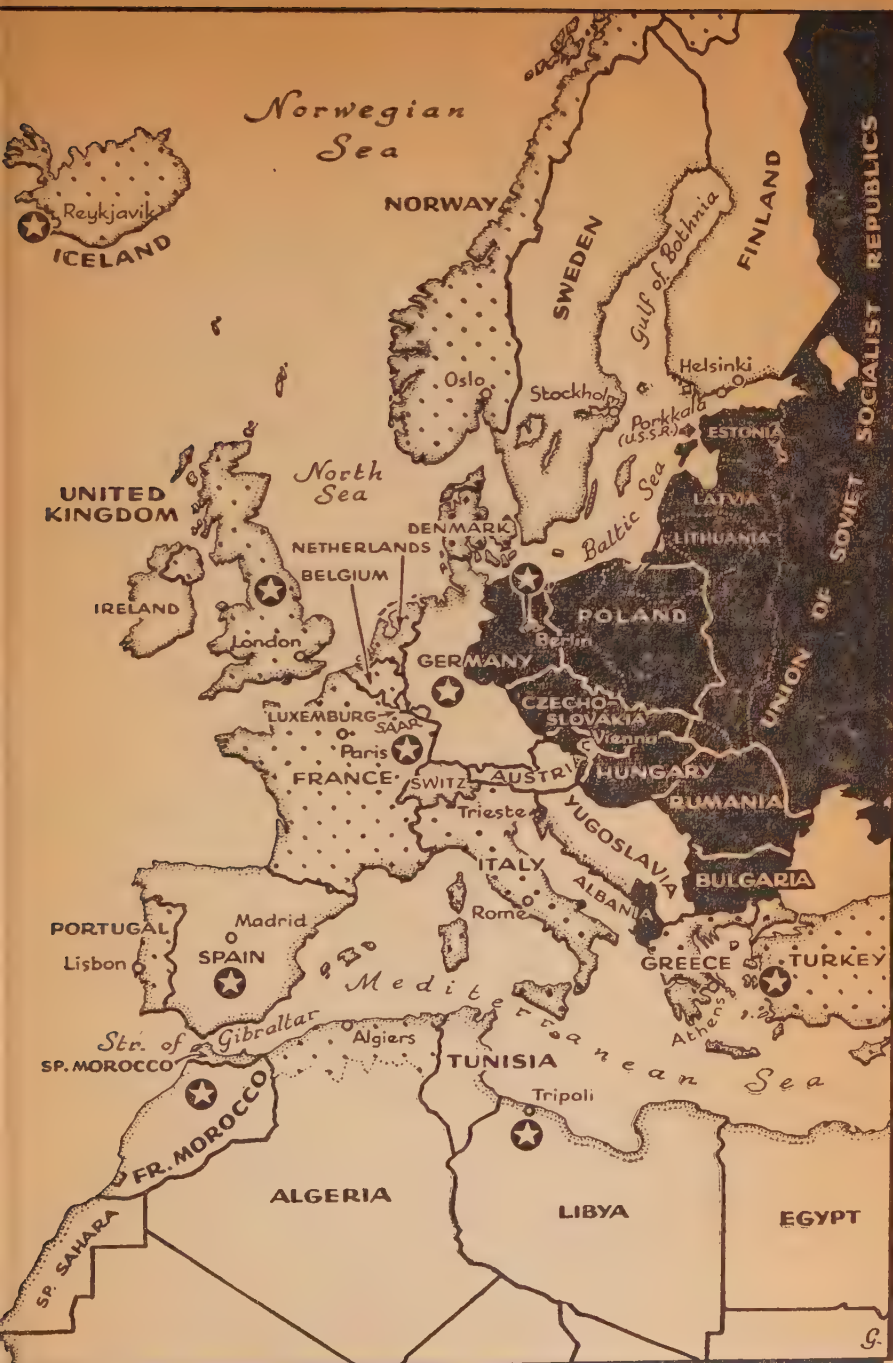 Norwegian
Sea
Reykjavik
ICELAND
NORWAY
SWEDEN
FINLAND
Gulf of Bothnia
UNION OF SOVIET SOCIALIST REPUBLICS
Oslo
Stockholm
Helsinki
Porkkala
(U.S.S.R.)
ESTONIA
LATVIA
LITHUANIA
Baltic Sea
North
Sea
UNITED
KINGDOM
DENMARK
NETHERLANDS
BELGIUM
IRELAND
London
Berlin
POLAND
GERMANY
CZECHO-
SLOVAKIA
Vienna
LUXEMBURG
SAAR
Paris
FRANCE
SWITZ.
AUSTRIA
HUNGARY
RUMANIA
Trieste
YUGOSLAVIA
ITALY
ALBANIA
BULGARIA
Rome
PORTUGAL
Madrid
Lisbon
SPAIN
GREECE
TURKEY
Athens
Mediterranean Sea
Str. of Gibraltar
SP. MOROCCO
Algiers
TUNISIA
Tripoli
FR. MOROCCO
ALGERIA
LIBYA
EGYPT
SP. SAHARA
G.